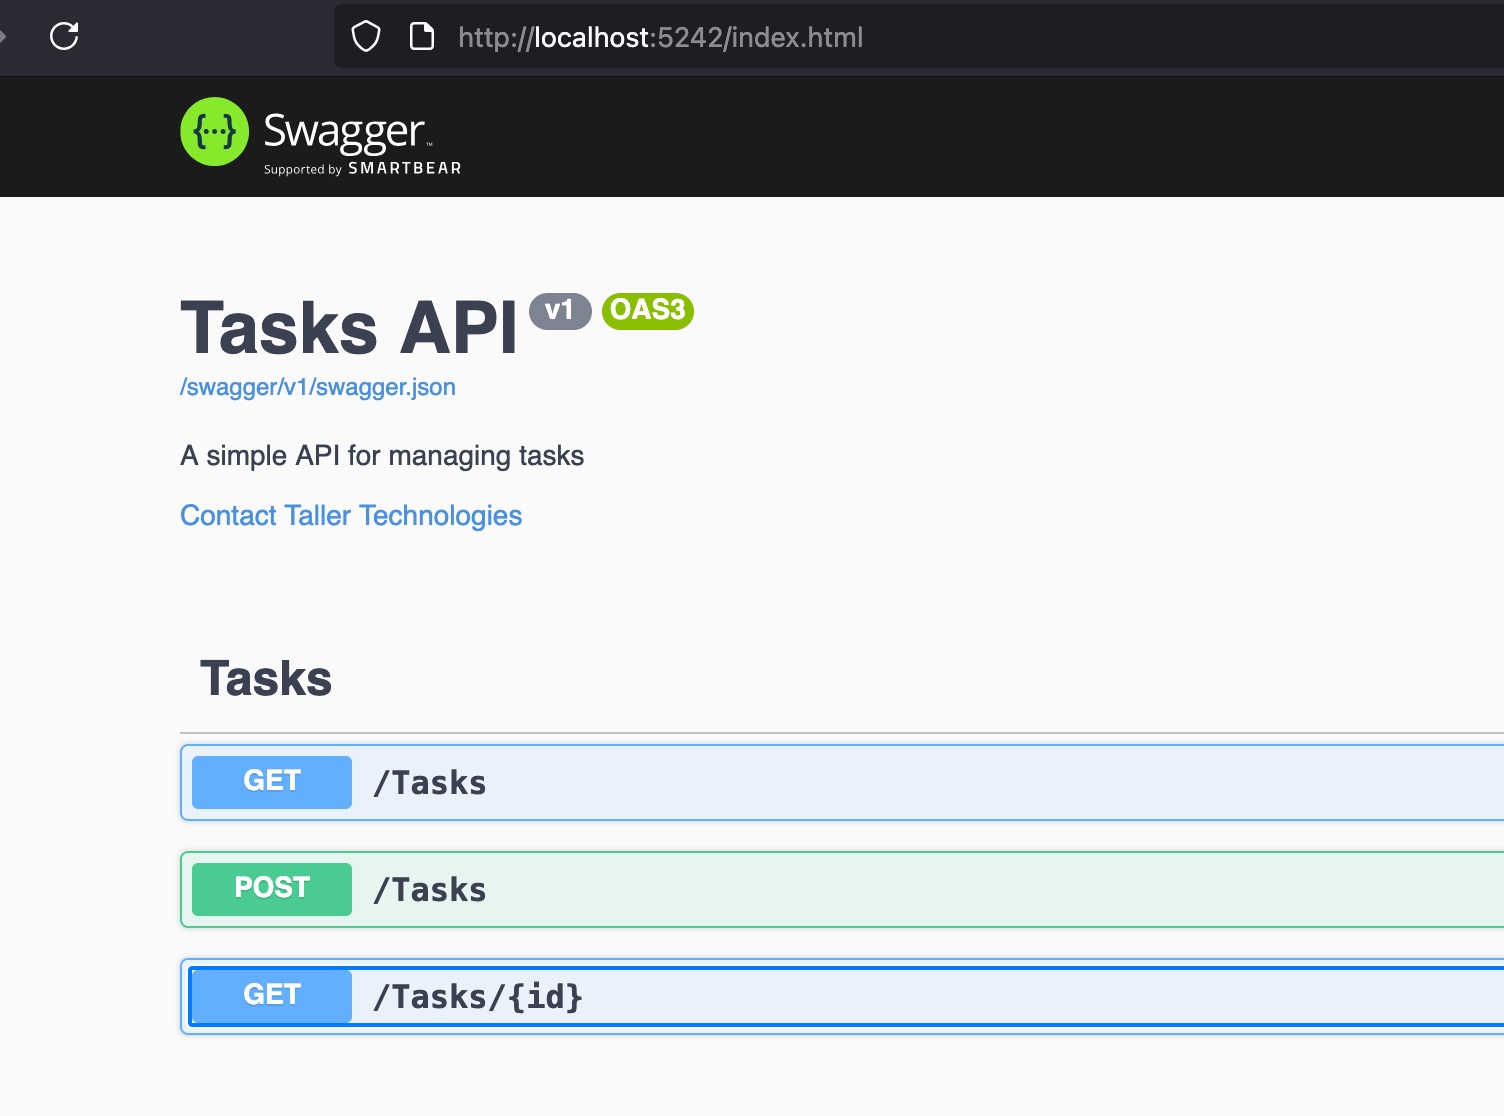 http://localhost:5242/index.html
{···} Swagger™
Supported by SMARTBEAR
Tasks API v1 OAS3
/swagger/v1/swagger.json
A simple API for managing tasks
Contact Taller Technologies
Tasks
GET /Tasks
POST /Tasks
GET /Tasks/{id}